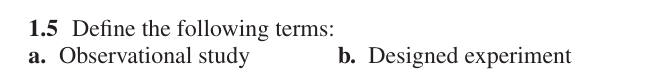 1.5 Define the following terms:
a. Observational study b. Designed experiment